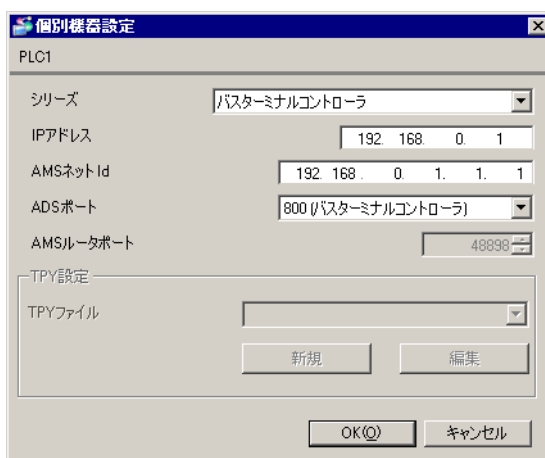 個別機器設定
PLC1
シリーズ バスターミナルコントローラ
IPアドレス 192. 168. 0. 1
AMSネットId 192. 168. 0. 1. 1. 1
ADSポート 800 (バスターミナルコントローラ)
AMSルータポート 48898
TPY設定
TPYファイル
新規 編集
OK(O) キャンセル